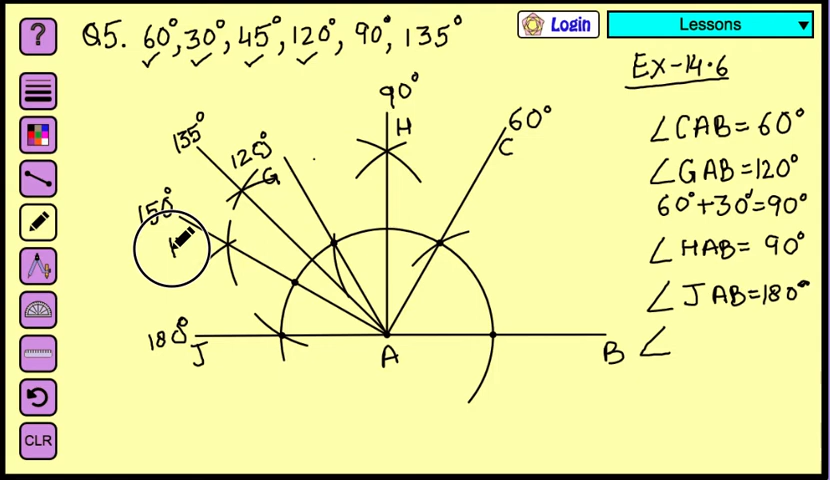 Q5. 60°, 30°, 45°, 120°, 90°, 135°
Login
Lessons
Ex-14.6
90°
H
60°
C
135°
120°
G
150°
180°
J
A
B
∠CAB = 60°
∠GAB = 120°
60°+30°=90°
∠HAB = 90°
∠JAB=180°
∠
?
CLR